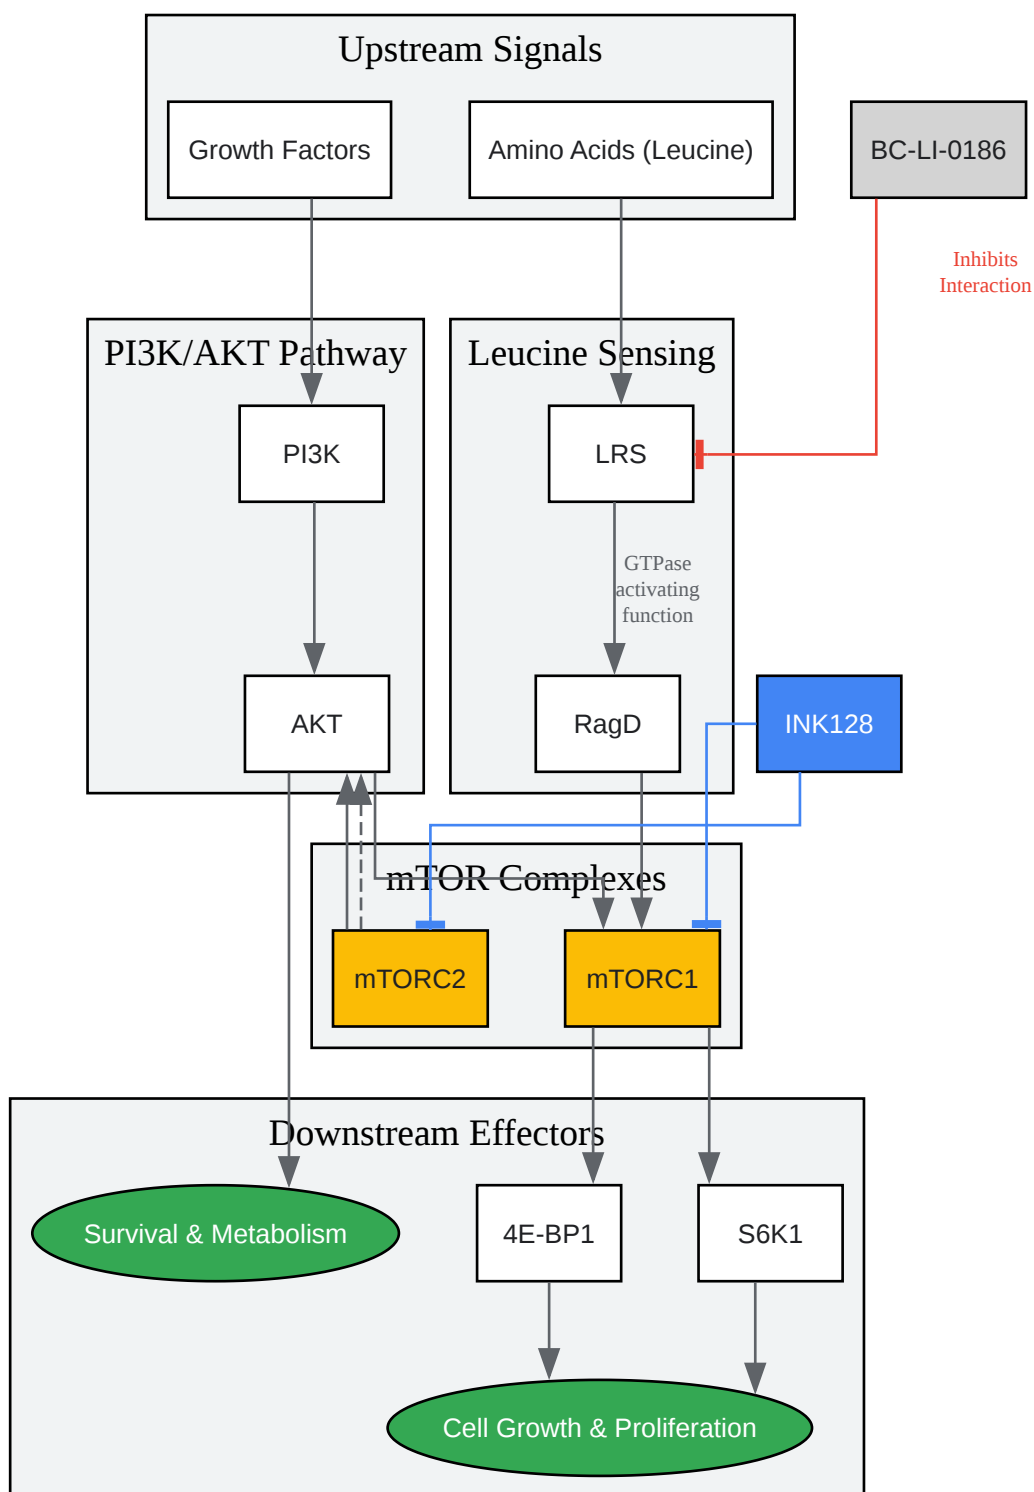 Upstream Signals
Growth Factors
Amino Acids (Leucine)
BC-LI-0186
Inhibits
Interaction
PI3K/AKT Pathway
Leucine Sensing
PI3K
LRS
GTPase
activating
function
AKT
RagD
INK128
mTOR Complexes
mTORC2
mTORC1
Downstream Effectors
Survival & Metabolism
4E-BP1
S6K1
Cell Growth & Proliferation